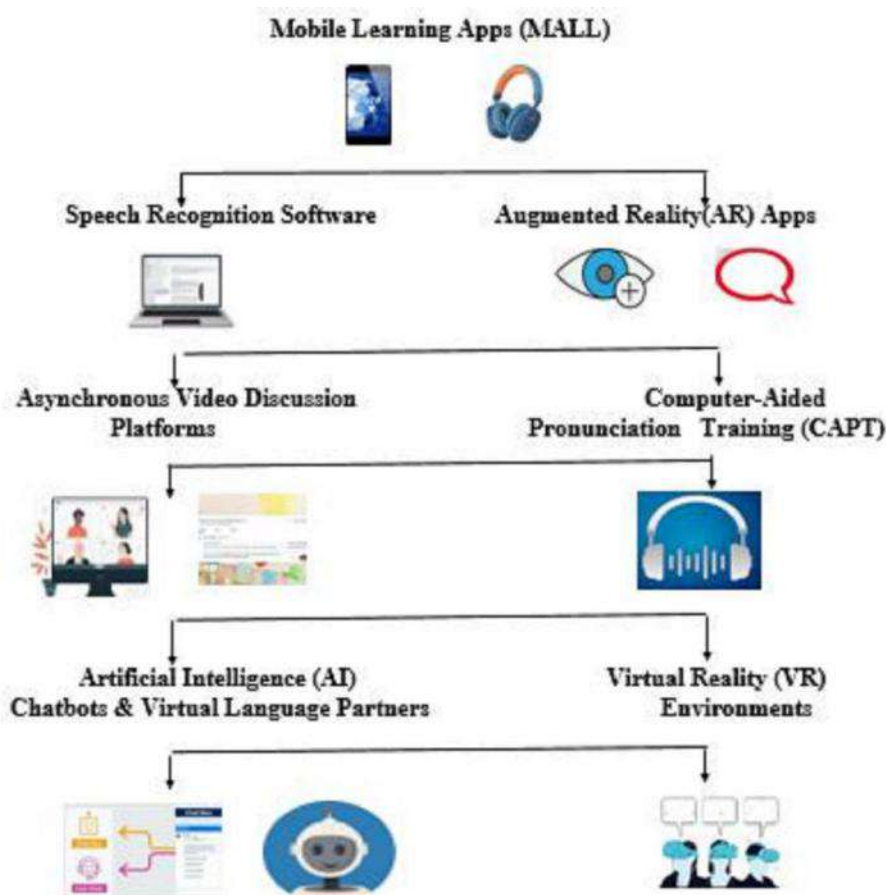 Mobile Learning Apps (MALL)
Speech Recognition Software
Augmented Reality(AR) Apps
Asynchronous Video Discussion
Platforms
Computer-Aided
Pronunciation Training (CAPT)
Artificial Intelligence (AI)
Chatbots & Virtual Language Partners
Virtual Reality (VR)
Environments